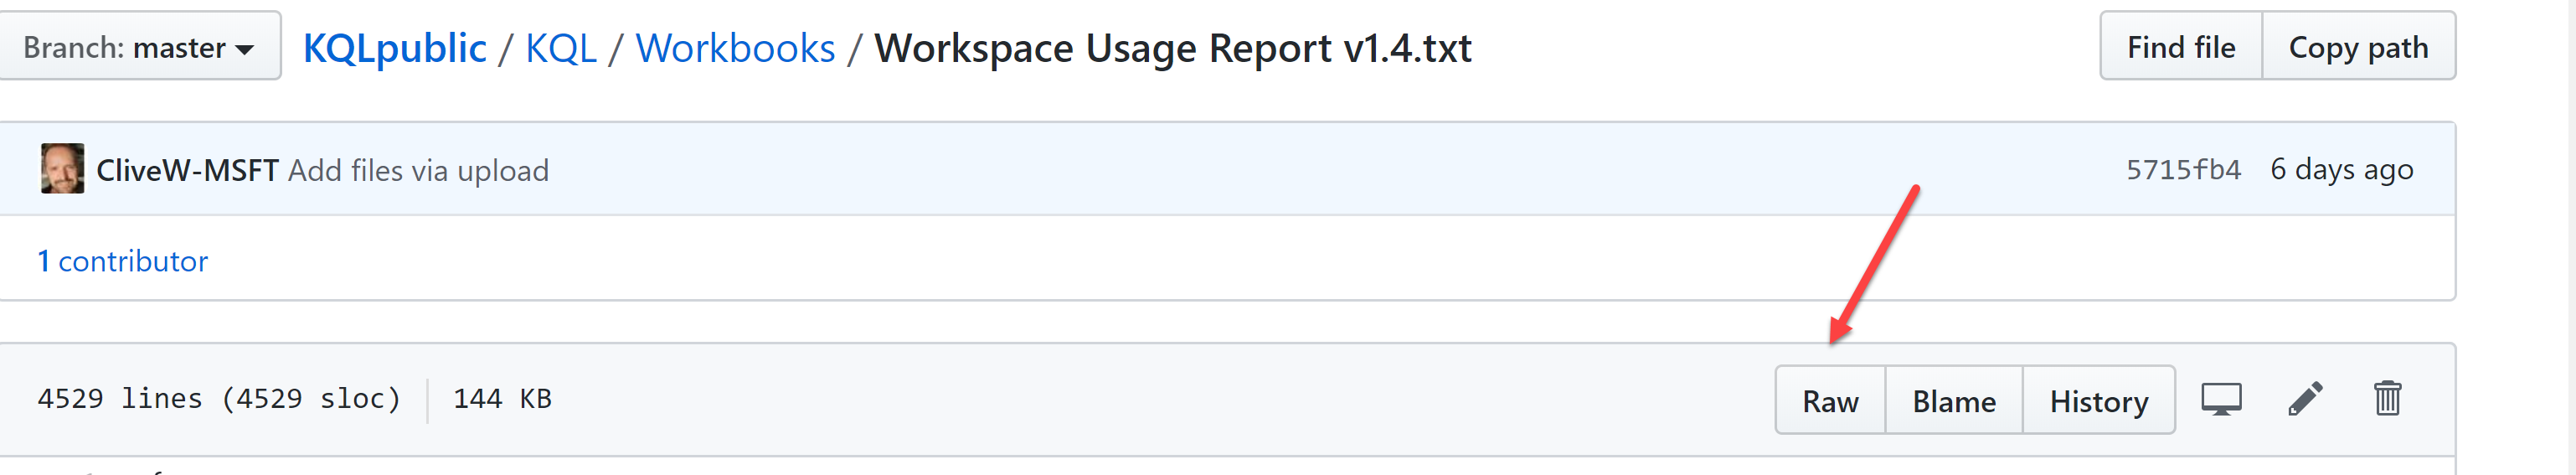 Branch: master KQLpublic / KQL / Workbooks / Workspace Usage Report v1.4.txt Find file Copy path
CliveW-MSFT Add files via upload 5715fb4 6 days ago
1 contributor
4529 lines (4529 sloc) 144 KB Raw Blame History